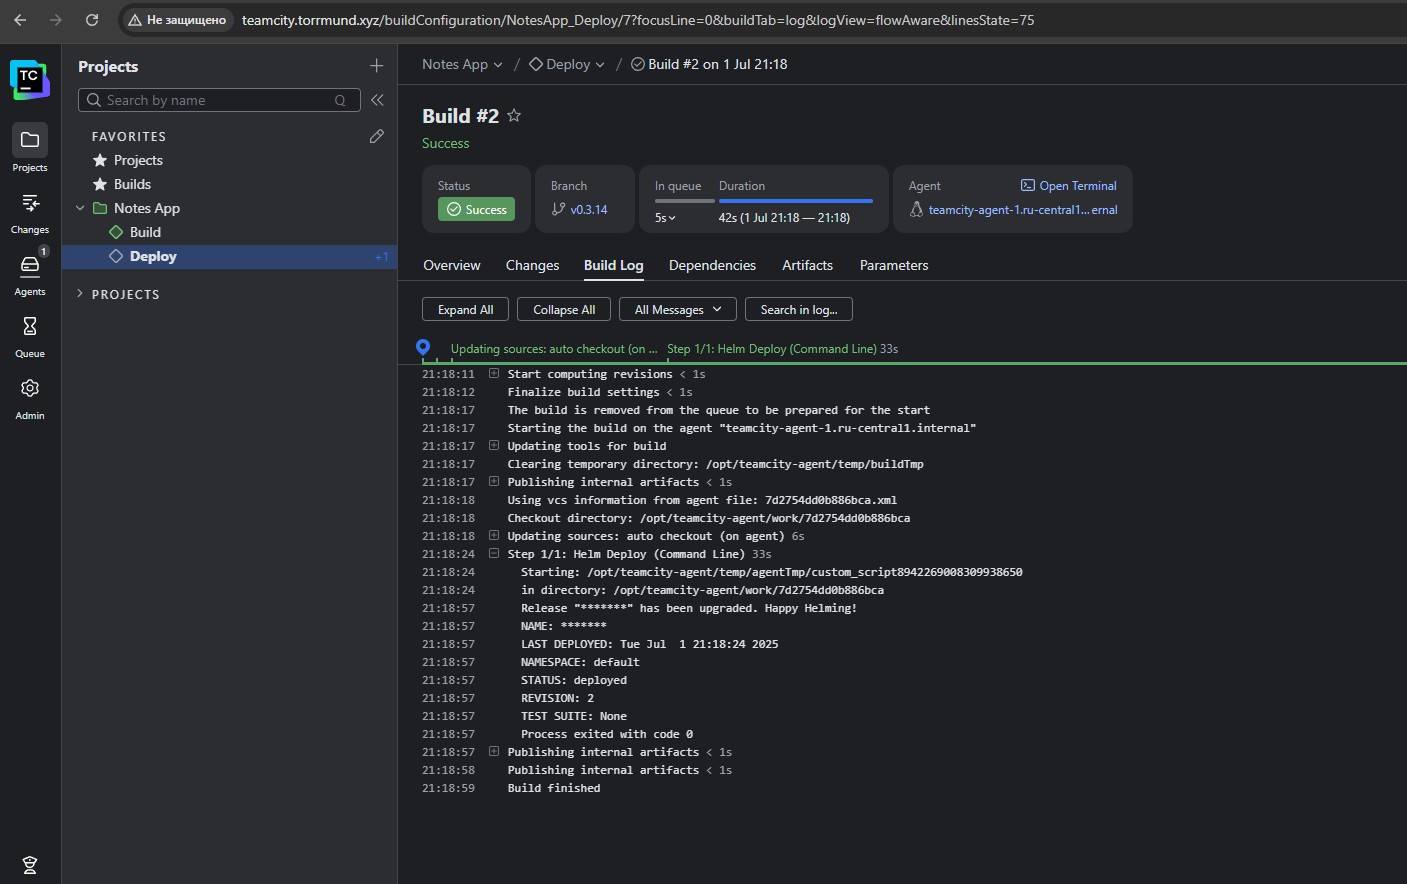 Не защищено teamcity.torrmund.xyz/buildConfiguration/NotesApp_Deploy/7?focusLine=0&buildTab=log&logView=flowAware&linesState=75
TC
Projects
Changes
1
Agents
Queue
Admin
Projects
Search by name
Q
FAVORITES
Projects
Builds
Notes App
Build
Deploy +1
PROJECTS
Notes App / Deploy / Build #2 on 1 Jul 21:18
Build #2
Success
Status
Success
Branch
v0.3.14
In queue Duration
5s 42s (1 Jul 21:18 — 21:18)
Agent Open Terminal
teamcity-agent-1.ru-central1... ernal
Overview Changes Build Log Dependencies Artifacts Parameters
Expand All Collapse All All Messages Search in log...
Updating sources: auto checkout (on ... Step 1/1: Helm Deploy (Command Line) 33s
21:18:11 Start computing revisions < 1s
21:18:12 Finalize build settings < 1s
21:18:17 The build is removed from the queue to be prepared for the start
21:18:17 Starting the build on the agent "teamcity-agent-1.ru-central1.internal"
21:18:17 Updating tools for build
21:18:17 Clearing temporary directory: /opt/teamcity-agent/temp/buildTmp
21:18:17 Publishing internal artifacts < 1s
21:18:18 Using vcs information from agent file: 7d2754dd0b886bca.xml
21:18:18 Checkout directory: /opt/teamcity-agent/work/7d2754dd0b886bca
21:18:18 Updating sources: auto checkout (on agent) 6s
21:18:24 Step 1/1: Helm Deploy (Command Line) 33s
21:18:24 Starting: /opt/teamcity-agent/temp/agentTmp/custom_script8942269008309938650
21:18:24 in directory: /opt/teamcity-agent/work/7d2754dd0b886bca
21:18:57 Release "*******" has been upgraded. Happy Helming!
21:18:57 NAME: *******
21:18:57 LAST DEPLOYED: Tue Jul  1 21:18:24 2025
21:18:57 NAMESPACE: default
21:18:57 STATUS: deployed
21:18:57 REVISION: 2
21:18:57 TEST SUITE: None
21:18:57 Process exited with code 0
21:18:57 Publishing internal artifacts < 1s
21:18:58 Publishing internal artifacts < 1s
21:18:59 Build finished